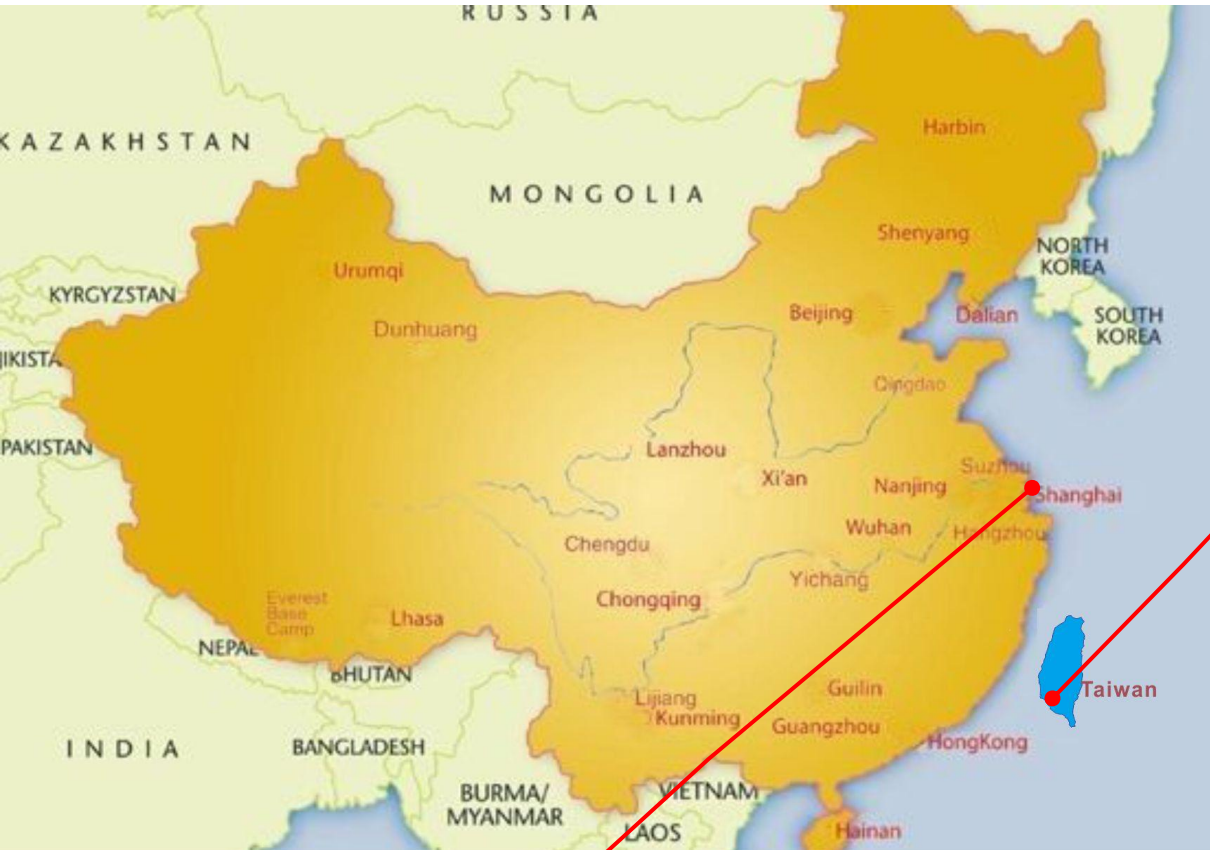 RUSSIA
KAZAKHSTAN
Harbin
MONGOLIA
Shenyang
NORTH
KOREA
Urumqi
KYRGYZSTAN
Beijing
Dalian
SOUTH
KOREA
Dunhuang
JIKISTA
Qingdao
PAKISTAN
Lanzhou
Xi'an
Suzhou
Nanjing
Shanghai
Wuhan
Hangzhou
Chengdu
Yichang
Chongqing
Everest
Base
Camp
Lhasa
NEPAL
BHUTAN
Lijiang
Kunming
Guilin
Taiwan
Guangzhou
HongKong
INDIA
BANGLADESH
BURMA/
MYANMAR
VIETNAM
LAOS
Hainan